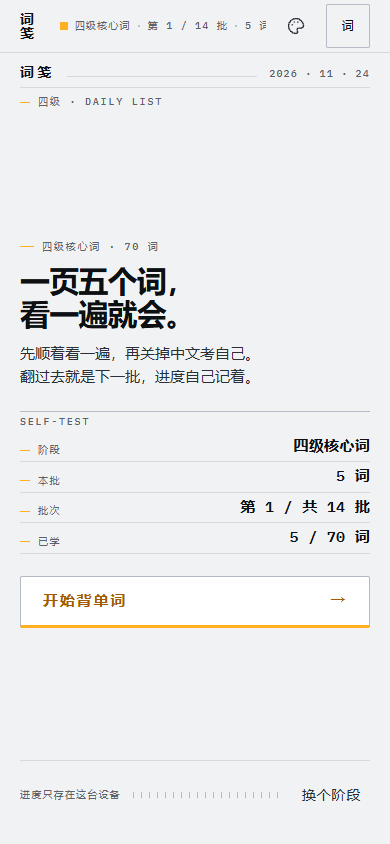 词笺
四级核心词 · 第 1 / 14 批 · 5
词
词笺
2026 · 11 · 24
四级 · DAILY LIST
四级核心词 · 70 词
一页五个词，
看一遍就会。
先顺着看一遍，再关掉中文考自己。
翻过去就是下一批，进度自己记着。
SELF-TEST
阶段 四级核心词
本批 5 词
批次 第 1 / 共 14 批
已学 5 / 70 词
开始背单词 →
进度只存在这台设备
换个阶段